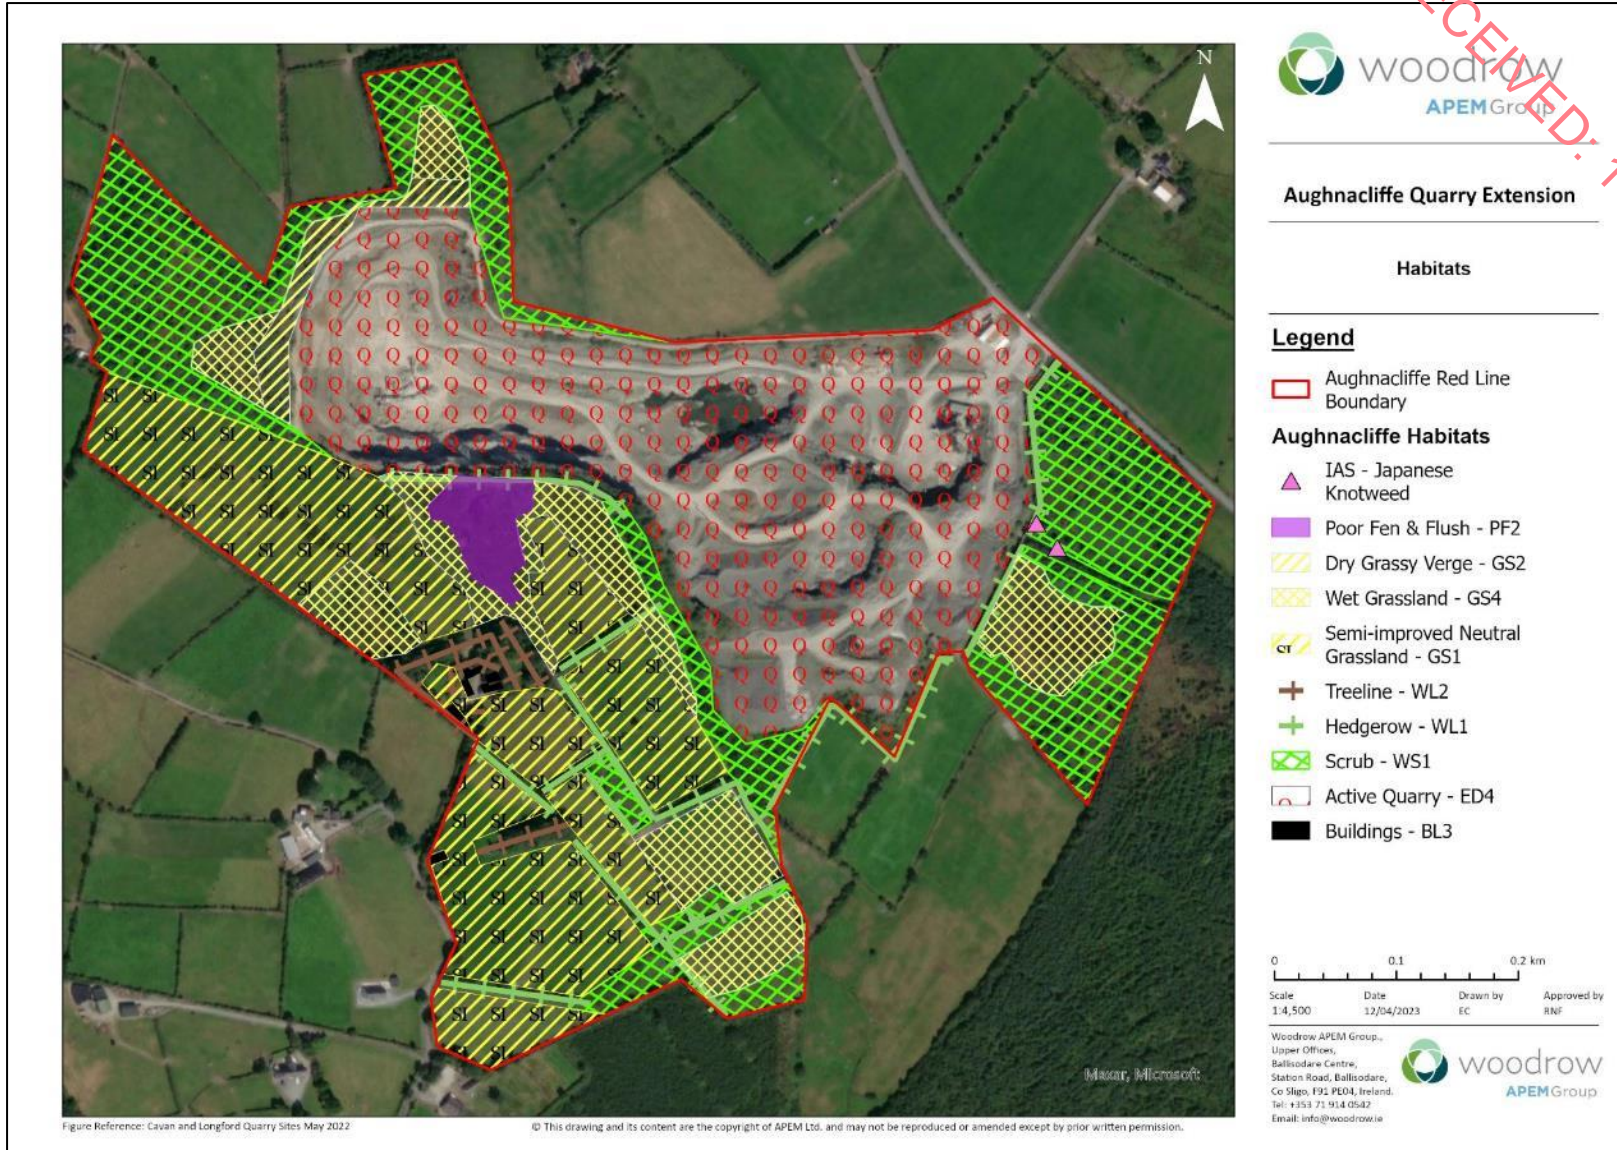 N
woodrow
APEM Group
CEIVED: 1
Aughnacliffe Quarry Extension
Habitats
Legend
Aughnacliffe Red Line
Boundary
Aughnacliffe Habitats
IAS - Japanese
Knotweed
Poor Fen & Flush - PF2
Dry Grassy Verge - GS2
Wet Grassland - GS4
Semi-improved Neutral
Grassland - GS1
Treeline - WL2
Hedgerow - WL1
Scrub - WS1
Active Quarry - ED4
Buildings - BL3
0 0.1 0.2 km
Scale Date Drawn by Approved by
1:4,500 12/04/2023 EC RNF
Woodrow APEM Group.,
Upper Offices,
Ballisodare Centre,
Station Road, Ballisodare,
Co Sligo, F91 PE04, Ireland.
Tel: +353 71 914 0542
Email: info@woodrow.ie
woodrow
APEM Group
Maxar, Microsoft
Figure Reference: Cavan and Longford Quarry Sites May 2022
© This drawing and its content are the copyright of APEM Ltd. and may not be reproduced or amended except by prior written permission.